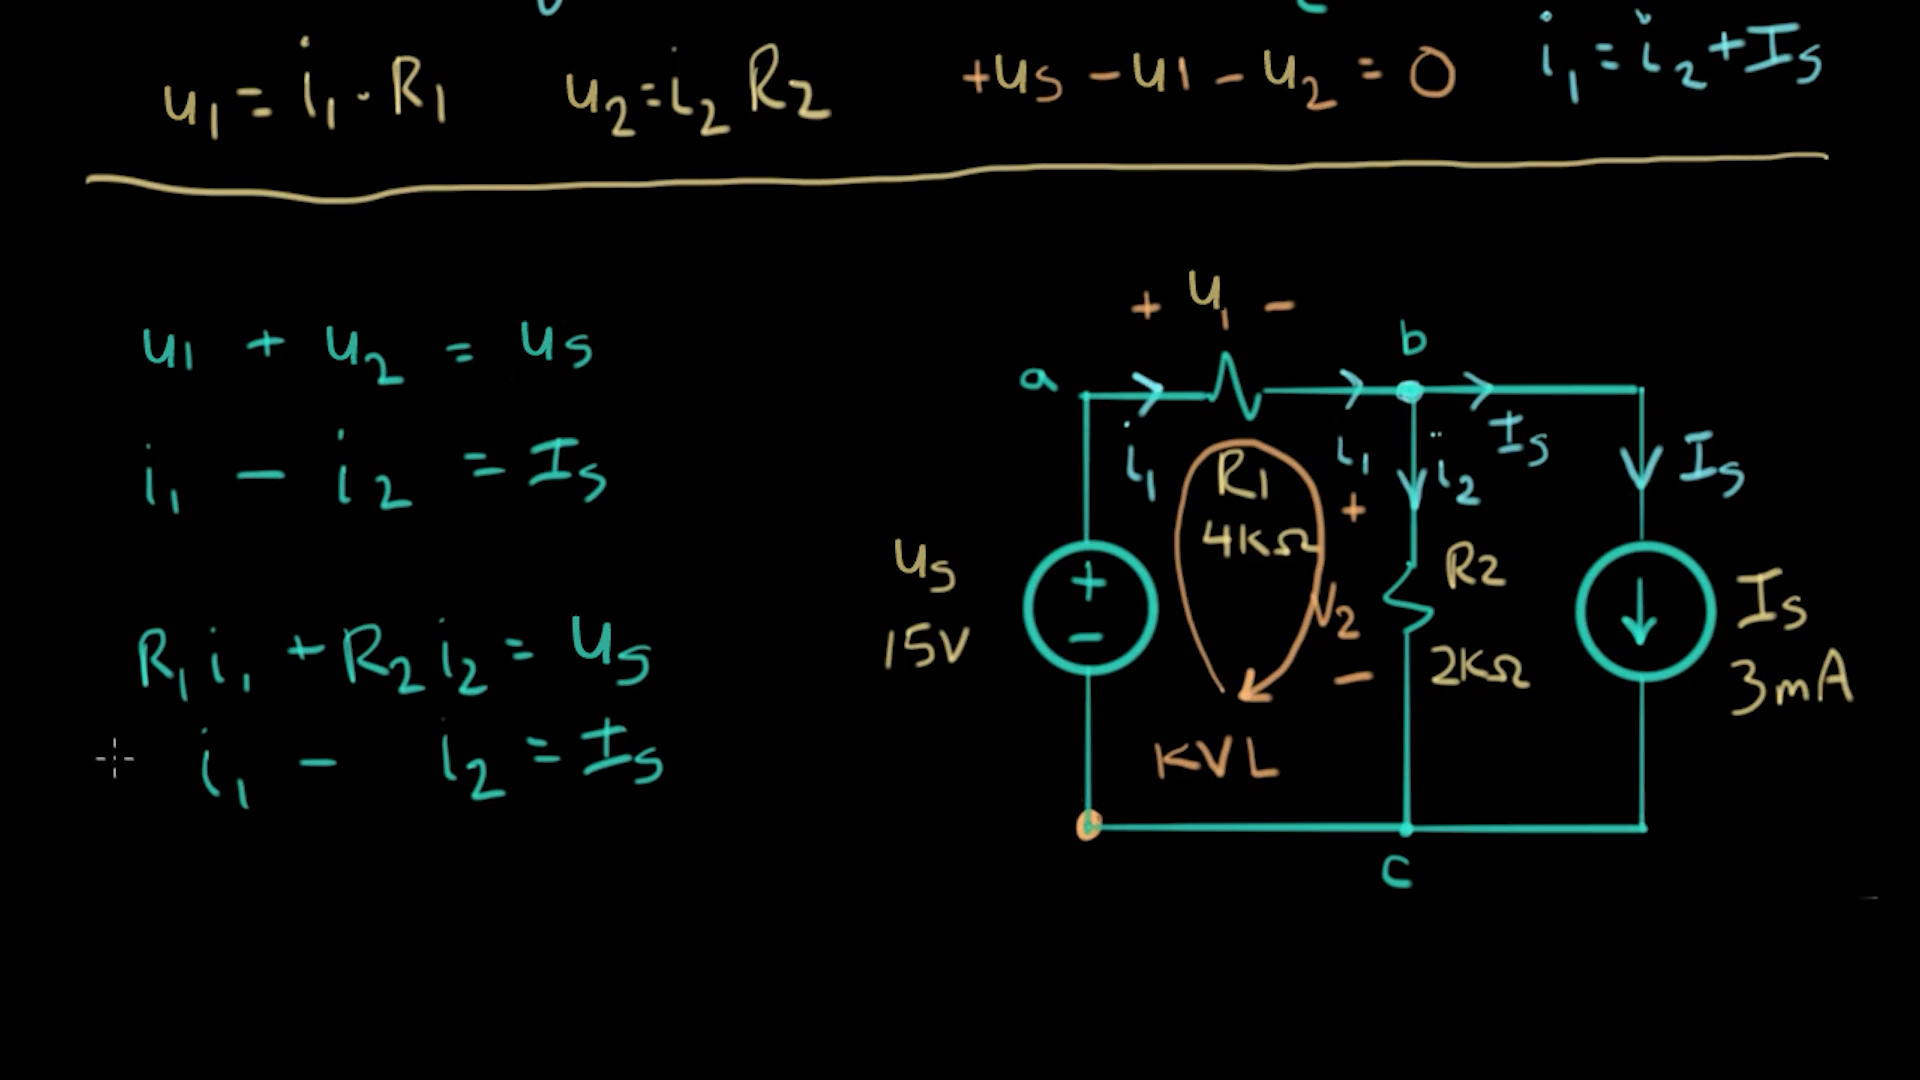 u₁ = i₁ · R₁   u₂ = i₂ R₂   +us - u1 - u₂ = 0   i₁ = i₂ + Is
u1 + u₂ = us
i₁ - i₂ = Is
R₁ i₁ + R₂ i₂ = us
i₁ - i₂ = Is
+ u₁ -
a
b
i₁
i₁
i₂
Is
Is
R1
4KΩ
+
V₂
-
R2
2KΩ
us
15V
+
-
Is
3mA
KVL
c